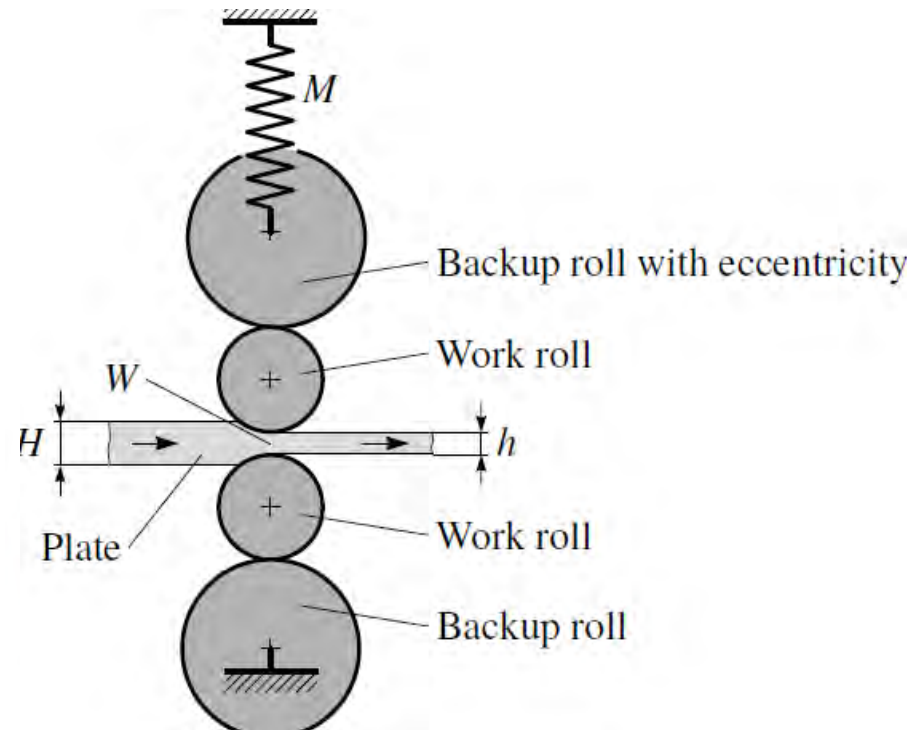 M
Backup roll with eccentricity
Work roll
W
H
h
Plate
Work roll
Backup roll